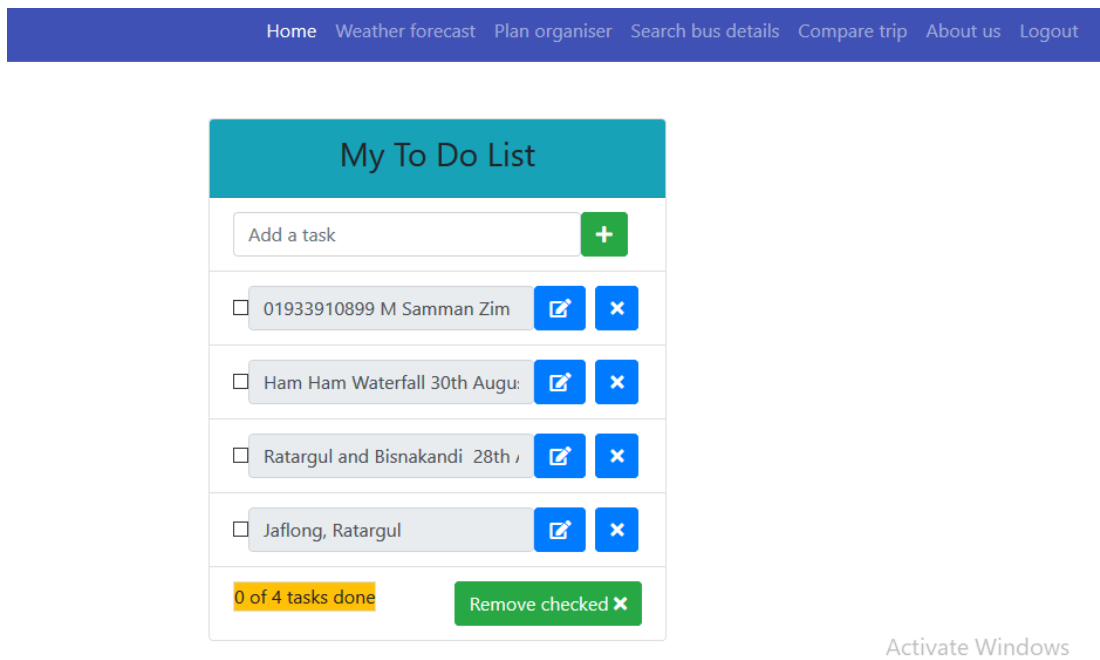 Home Weather forecast Plan organiser Search bus details Compare trip About us Logout
My To Do List
Add a task
01933910899 M Samman Zim
Ham Ham Waterfall 30th Augu
Ratargul and Bisnakandi 28th
Jaflong, Ratargul
0 of 4 tasks done
Remove checked
Activate Windows